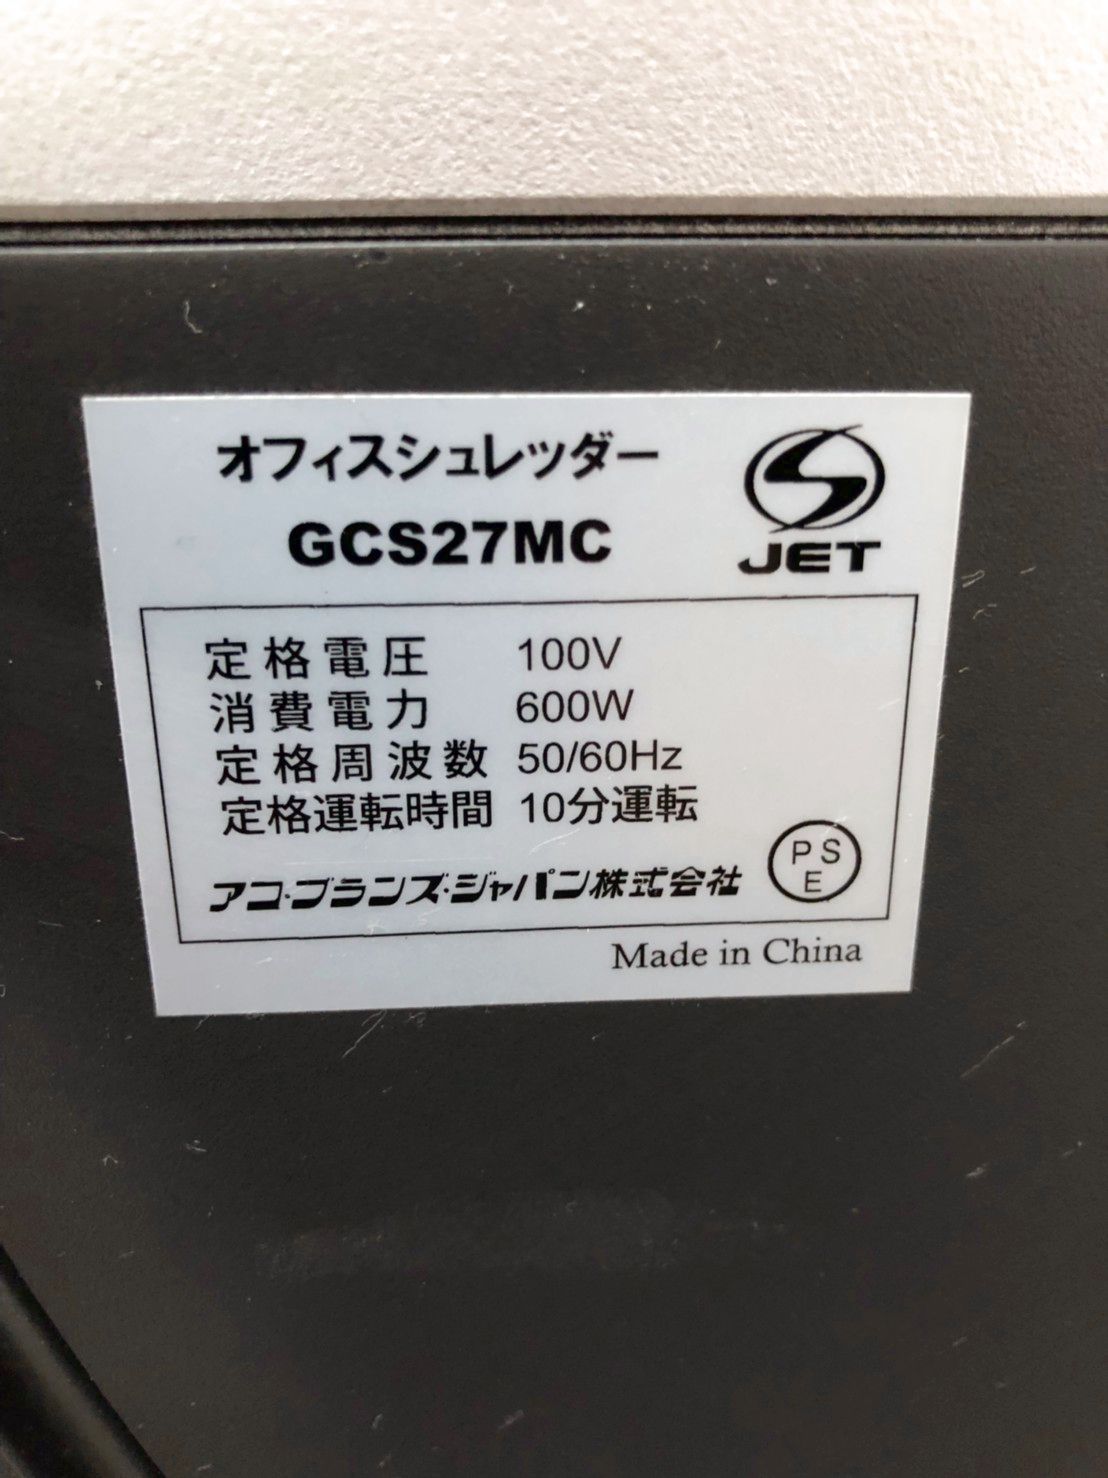 オフィスシュレッダー
GCS27MC
JET
定格電圧 100V
消費電力 600W
定格周波数 50/60Hz
定格運転時間 10分運転
アコ・ブランズ・ジャパン株式会社
PS
E
Made in China